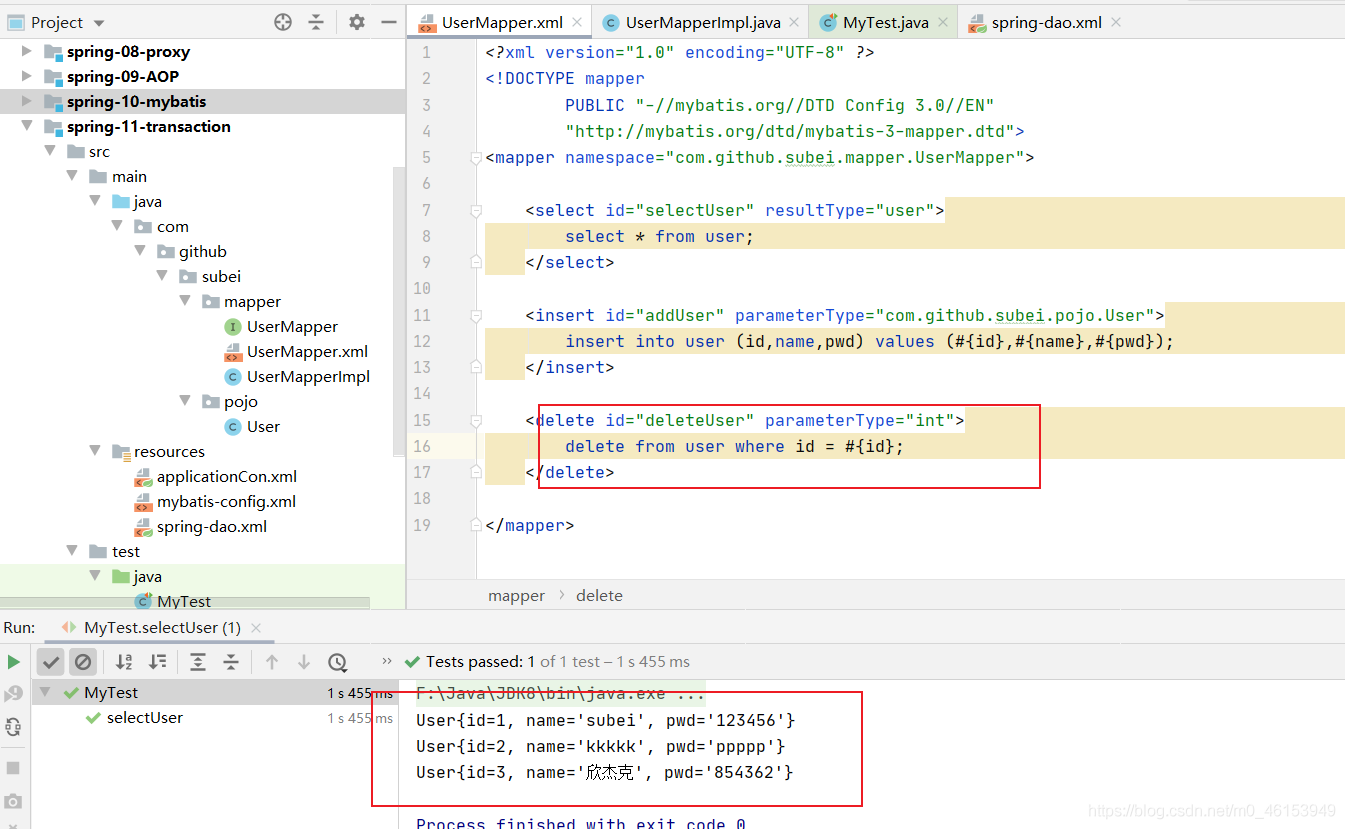 Project
spring-08-proxy
spring-09-AOP
spring-10-mybatis
spring-11-transaction
src
main
java
com
github
subei
mapper
UserMapper
UserMapper.xml
UserMapperImpl
pojo
User
resources
applicationCon.xml
mybatis-config.xml
spring-dao.xml
test
java
MyTest
UserMapper.xml UserMapperImpl.java MyTest.java spring-dao.xml
1 <?xml version="1.0" encoding="UTF-8" ?>
2 <!DOCTYPE mapper
3 PUBLIC "-//mybatis.org//DTD Config 3.0//EN"
4 "http://mybatis.org/dtd/mybatis-3-mapper.dtd">
5 <mapper namespace="com.github.subei.mapper.UserMapper">
6
7 <select id="selectUser" resultType="user">
8 select * from user;
9 </select>
10
11 <insert id="addUser" parameterType="com.github.subei.pojo.User">
12 insert into user (id,name,pwd) values (#{id},#{name},#{pwd});
13 </insert>
14
15 <delete id="deleteUser" parameterType="int">
16 delete from user where id = #{id};
17 </delete>
18
19 </mapper>
mapper > delete
Run: MyTest.selectUser (1)
Tests passed: 1 of 1 test – 1 s 455 ms
MyTest 1 s 455 ms
selectUser 1 s 455 ms
F:\Java\JDK8\bin\java.exe ...
User{id=1, name='subei', pwd='123456'}
User{id=2, name='kkkkk', pwd='ppppp'}
User{id=3, name='欣杰克', pwd='854362'}
Process finished with exit code 0
https://blog.csdn.net/m0_46153949